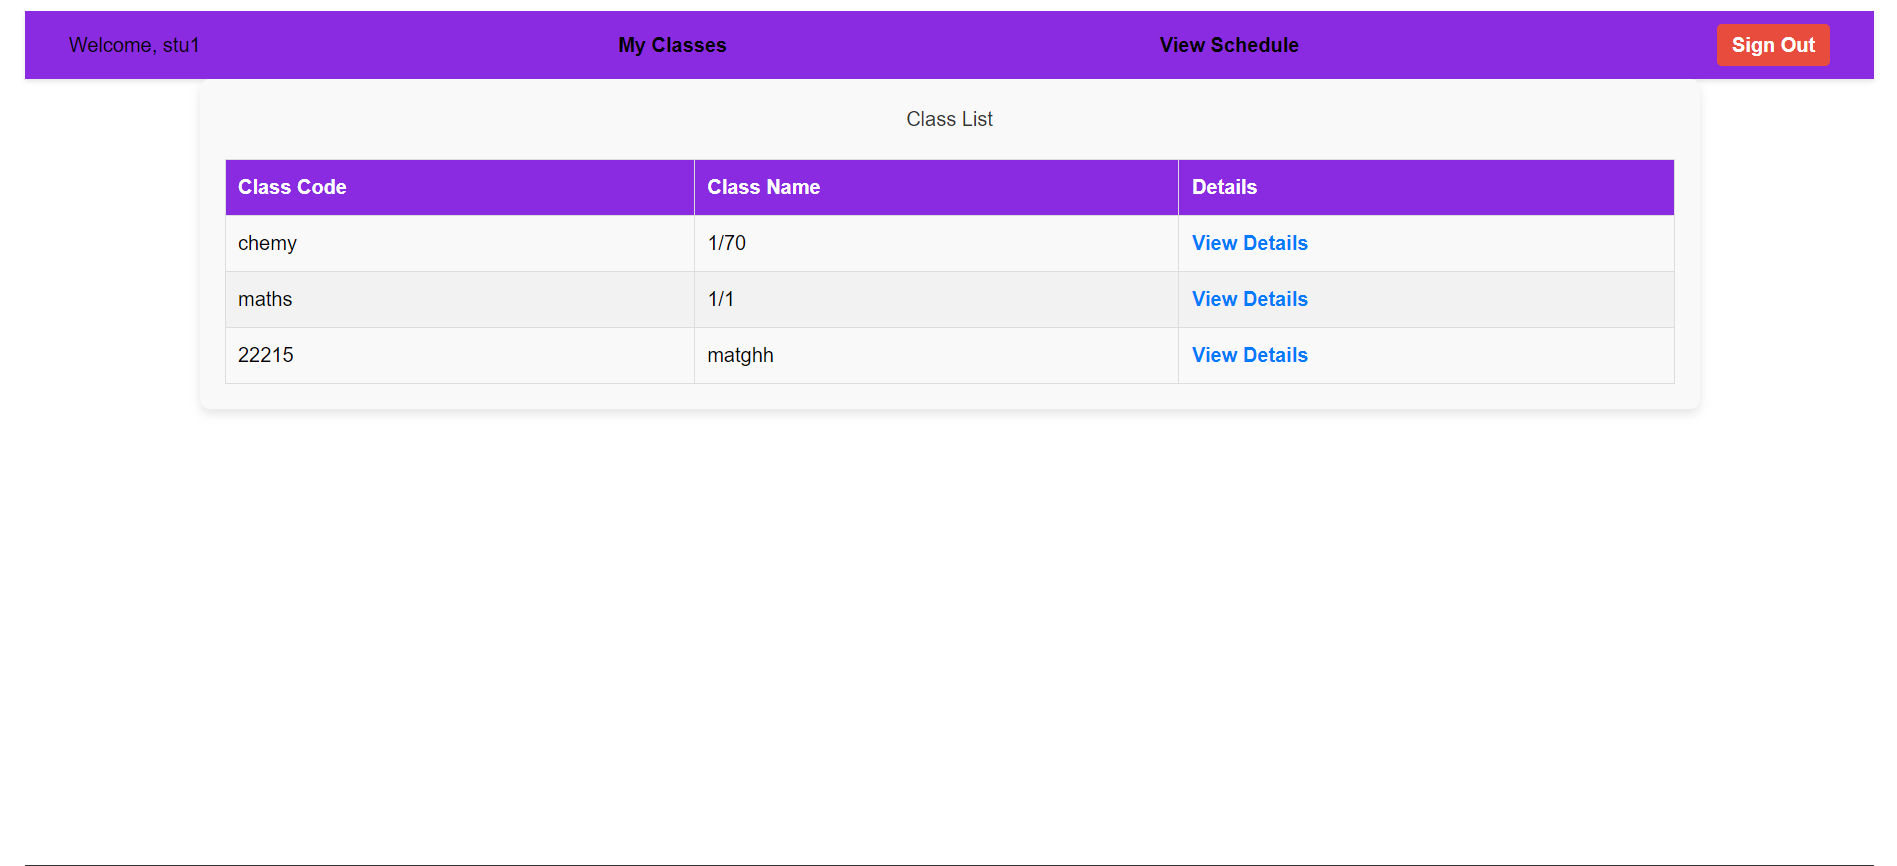 Welcome, stu1 My Classes View Schedule Sign Out
Class List
Class Code Class Name Details
chemy 1/70 View Details
maths 1/1 View Details
22215 matghh View Details